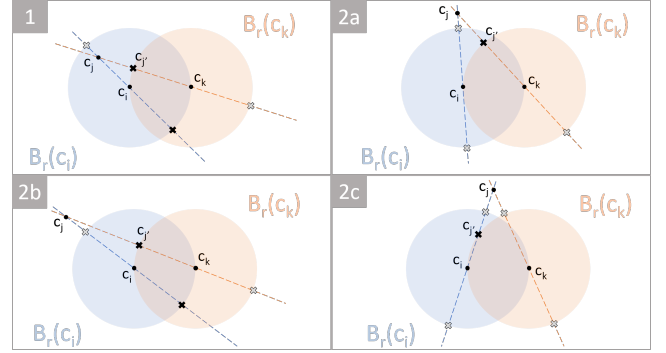 1
B_r(c_k)
c_j
c_j'
c_i
c_k
B_r(c_i)
2a
c_j
B_r(c_k)
c_j'
c_i
c_k
B_r(c_i)
2b
B_r(c_k)
c_j
c_j'
c_i
c_k
B_r(c_i)
2c
c_j
B_r(c_k)
c_j'
c_i
c_k
B_r(c_i)